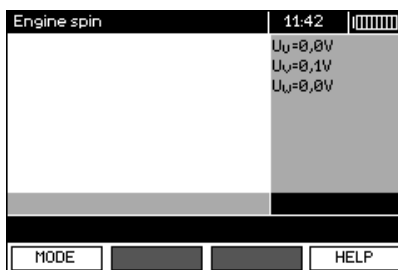 Engine spin 11:42
Uu=0,0V
Uv=0,1V
Uw=0,0V
MODE HELP